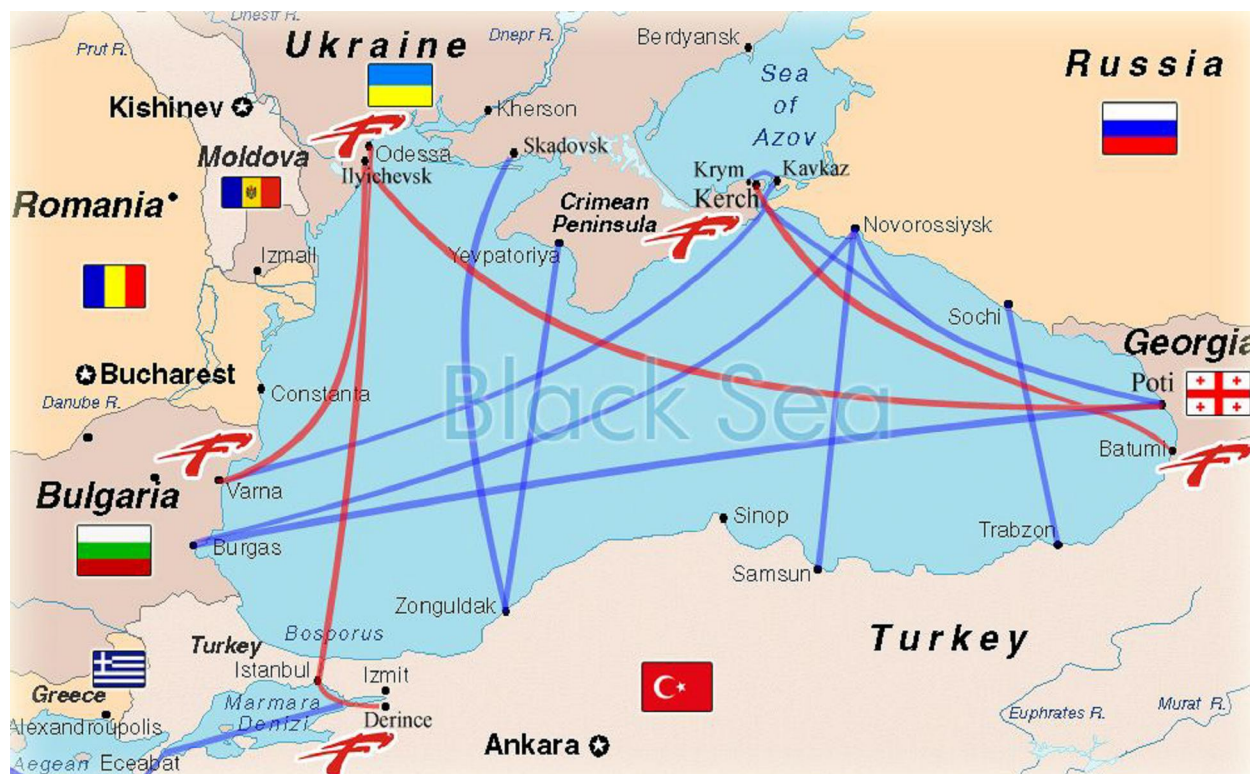 Dnestr R.
Ukraine
Dnepr R.
Berdyansk
Prut R.
Sea
of
Azov
Russia
Kishinev
Kherson
Odessa
Skadovsk
Moldova
Ilyichevsk
Krym
Kavkaz
Kerch
Romania
Crimean
Peninsula
Novorossiysk
Izmail
Yevpatoriya
Sochi
Georgia
Bucharest
Constanta
Poti
Danube R.
Black Sea
Batumi
Varna
Bulgaria
Sinop
Trabzon
Burgas
Samsun
Zonguldak
Bosporus
Turkey
Turkey
Istanbul
Izmit
Greece
Marmara
Denizi
Derince
Euphrates R.
Murat R.
Alexandroupolis
Ankara
Aegean
Eceabat